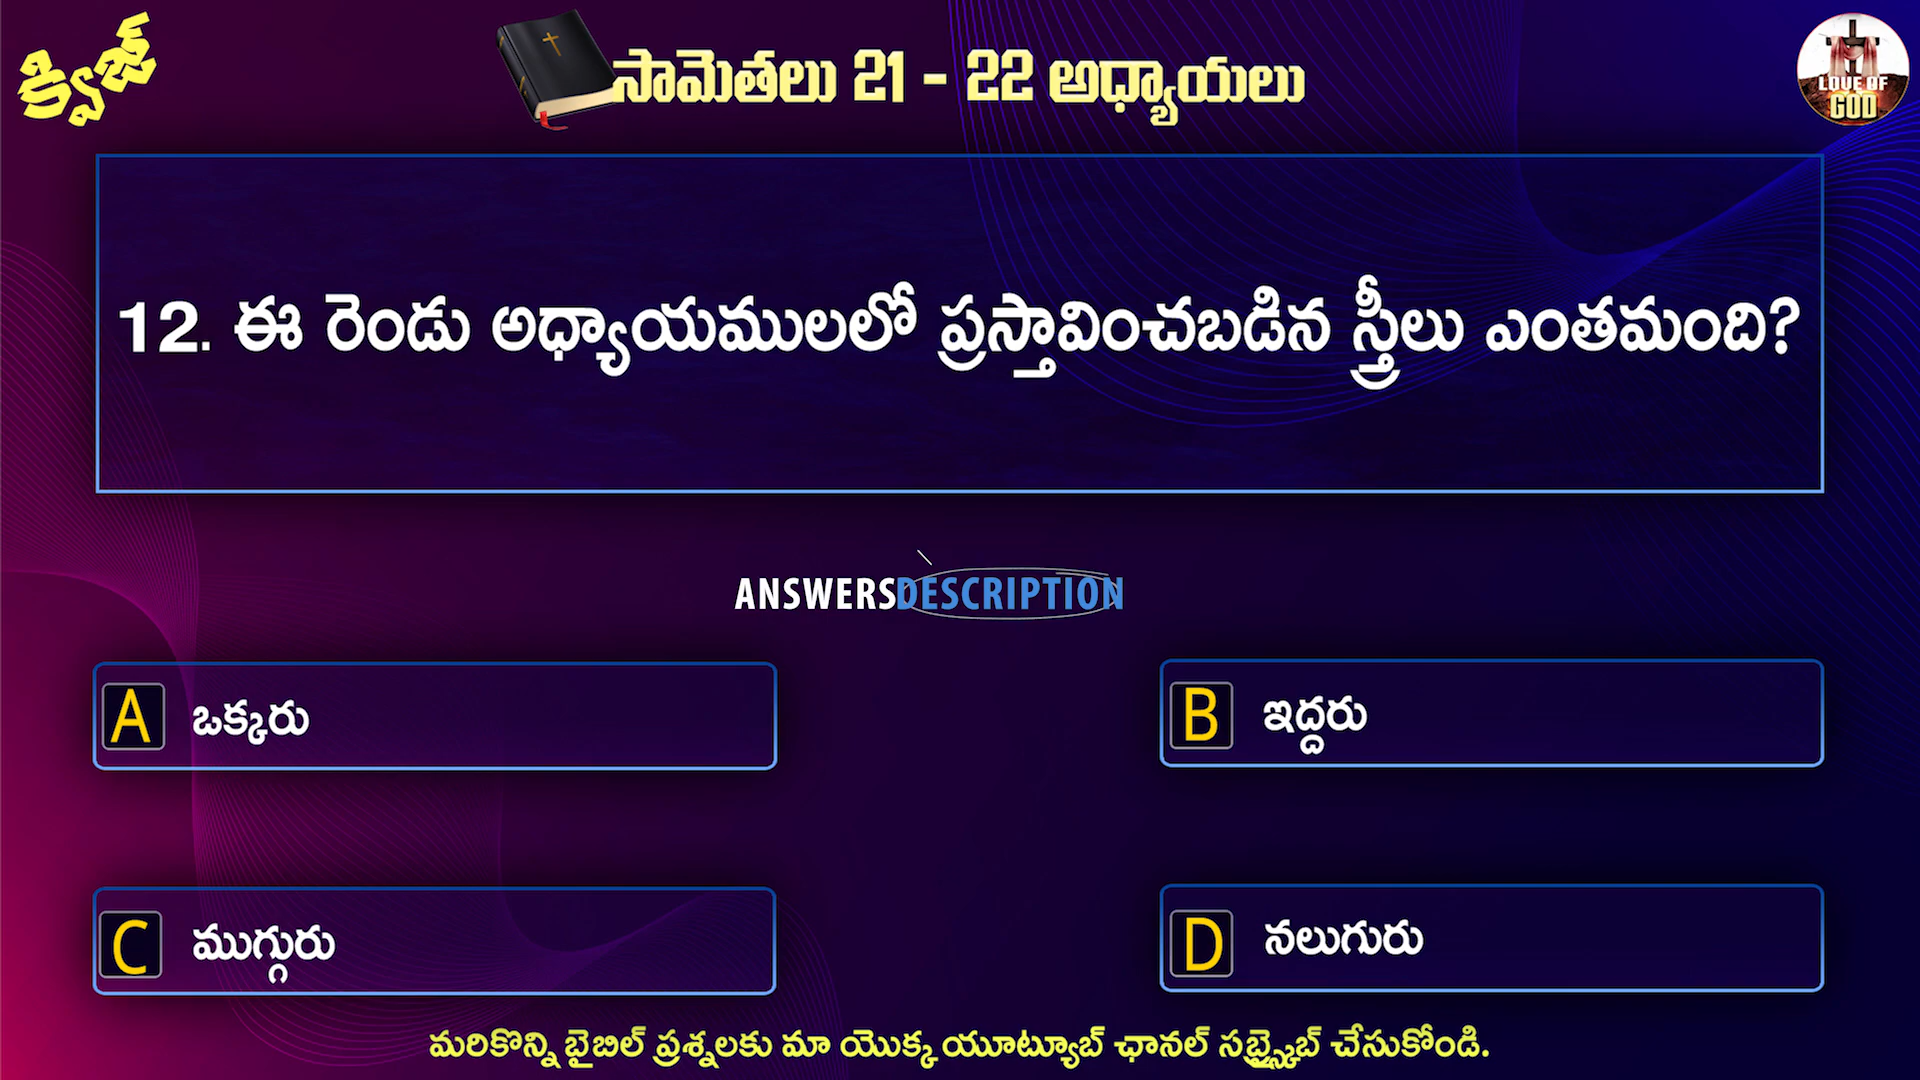 క్విజ్
సామెతలు 21 - 22 అధ్యాయలు
LOVE OF
GOD
12. ఈ రెండు అధ్యాయములలో ప్రస్తావించబడిన స్త్రీలు ఎంతమంది?
ANSWERSDESCRIPTION
A ఒక్కరు
B ఇద్దరు
C ముగ్గురు
D నలుగురు
మరికొన్ని బైబిల్ ప్రశ్నలకు మా యొక్క యూట్యూబ్ ఛానల్ సబ్స్క్రైబ్ చేసుకోండి.